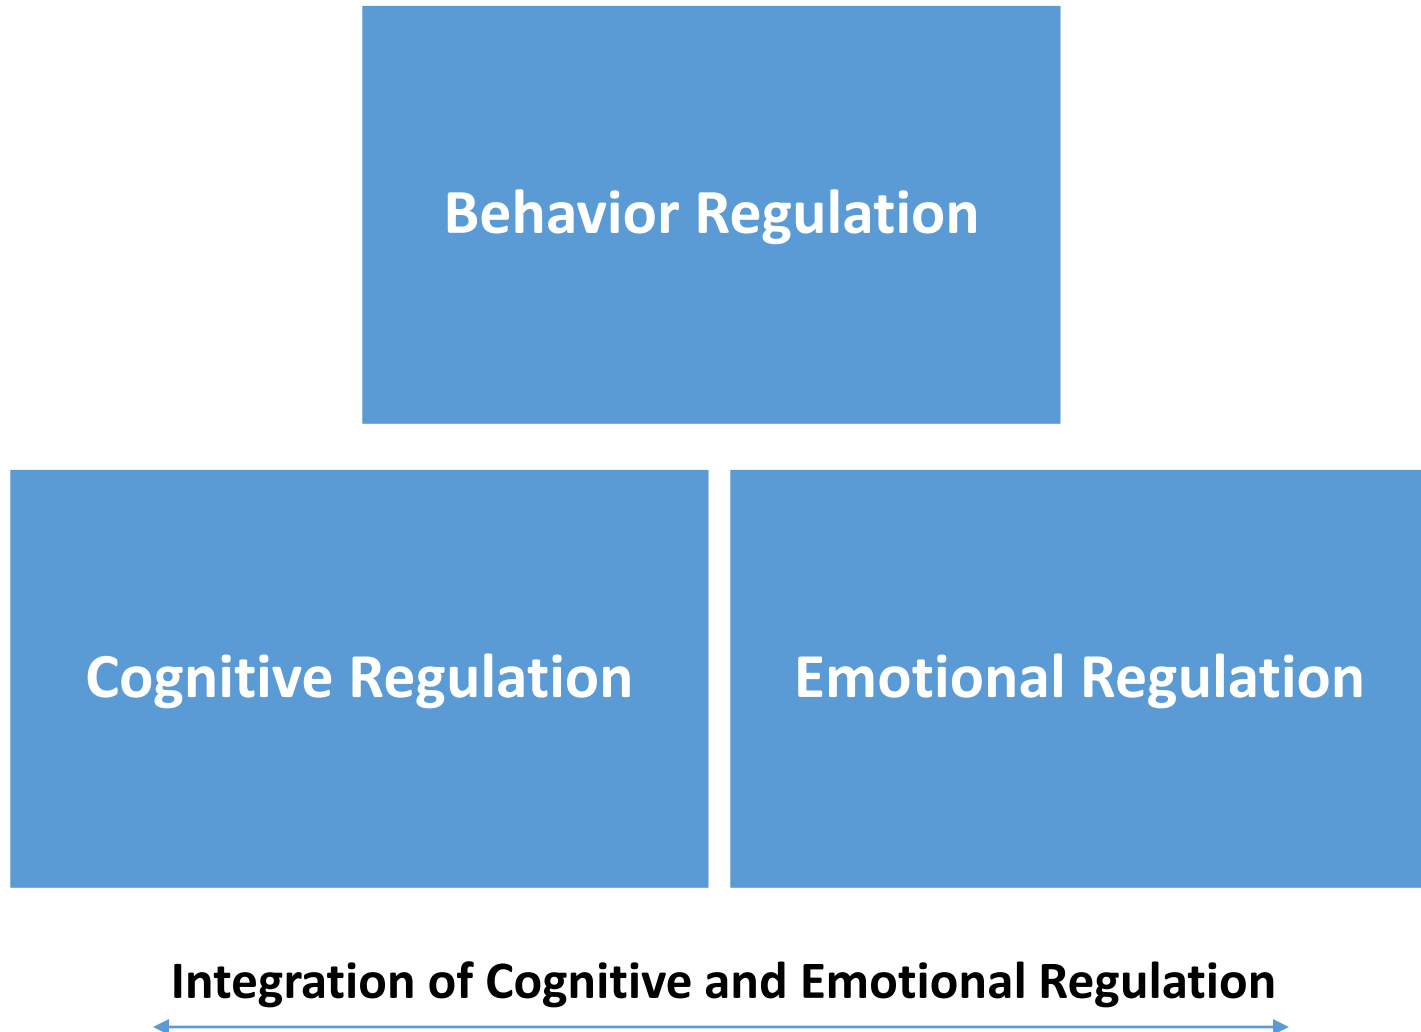 Behavior Regulation
Cognitive Regulation
Emotional Regulation
Integration of Cognitive and Emotional Regulation